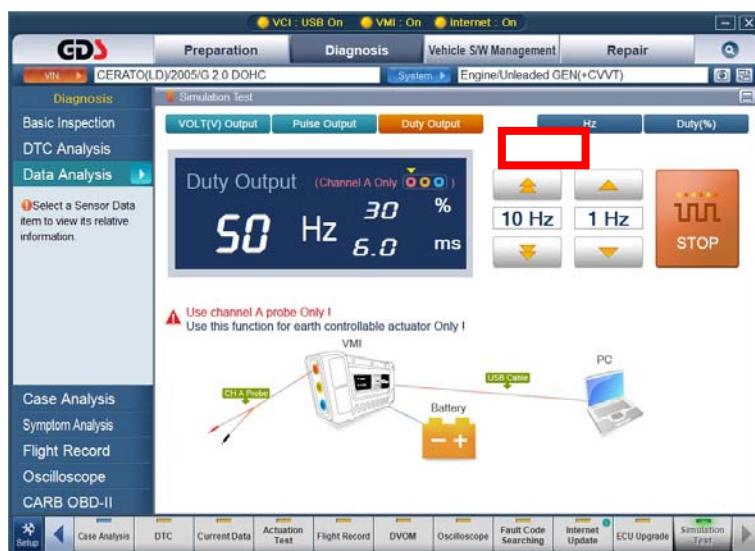 VCI : USB On VMI : On Internet : On
GDS Preparation Diagnosis Vehicle S/W Management Repair
VIN CERATO(LD)/2005/G 2.0 DOHC System Engine/Unleaded GEN(+CVVT)
Diagnosis
Simulation Test
Basic Inspection
DTC Analysis
Data Analysis
Select a Sensor Data
item to view its relative
information.
VOLT(V) Output Pulse Output Duty Output Hz Duty(%)
Duty Output (Channel A Only )
50 Hz 30 %
6.0 ms
10 Hz 1 Hz
STOP
Use channel A probe Only !
Use this function for earth controllable actuator Only !
VMI
PC
USB Cable
CH A Probe
Battery
Case Analysis
Symptom Analysis
Flight Record
Oscilloscope
CARB OBD-II
Setup Case Analysis DTC Current Data Actuation Test Flight Record DVOM Oscilloscope Fault Code Searching Internet Update ECU Upgrade Simulation Test